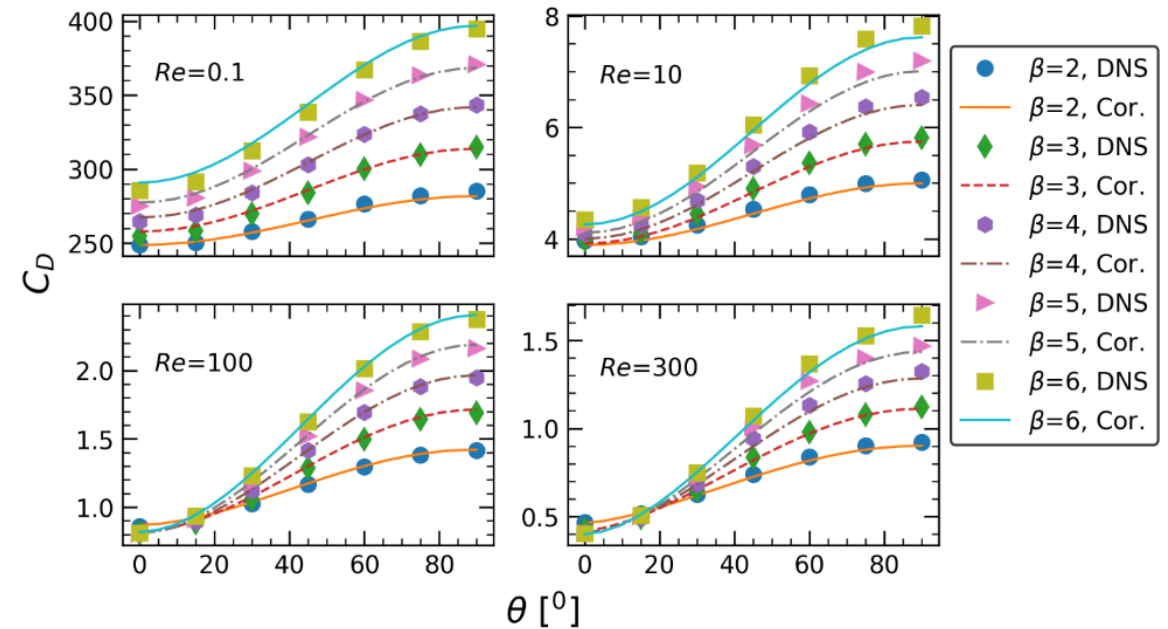 400
350
300
250
Re=0.1
8
6
4
Re=10
C_D
2.0
1.5
1.0
Re=100
0 20 40 60 80
1.5
1.0
0.5
Re=300
0 20 40 60 80
θ [⁰]
β=2, DNS
β=2, Cor.
β=3, DNS
β=3, Cor.
β=4, DNS
β=4, Cor.
β=5, DNS
β=5, Cor.
β=6, DNS
β=6, Cor.